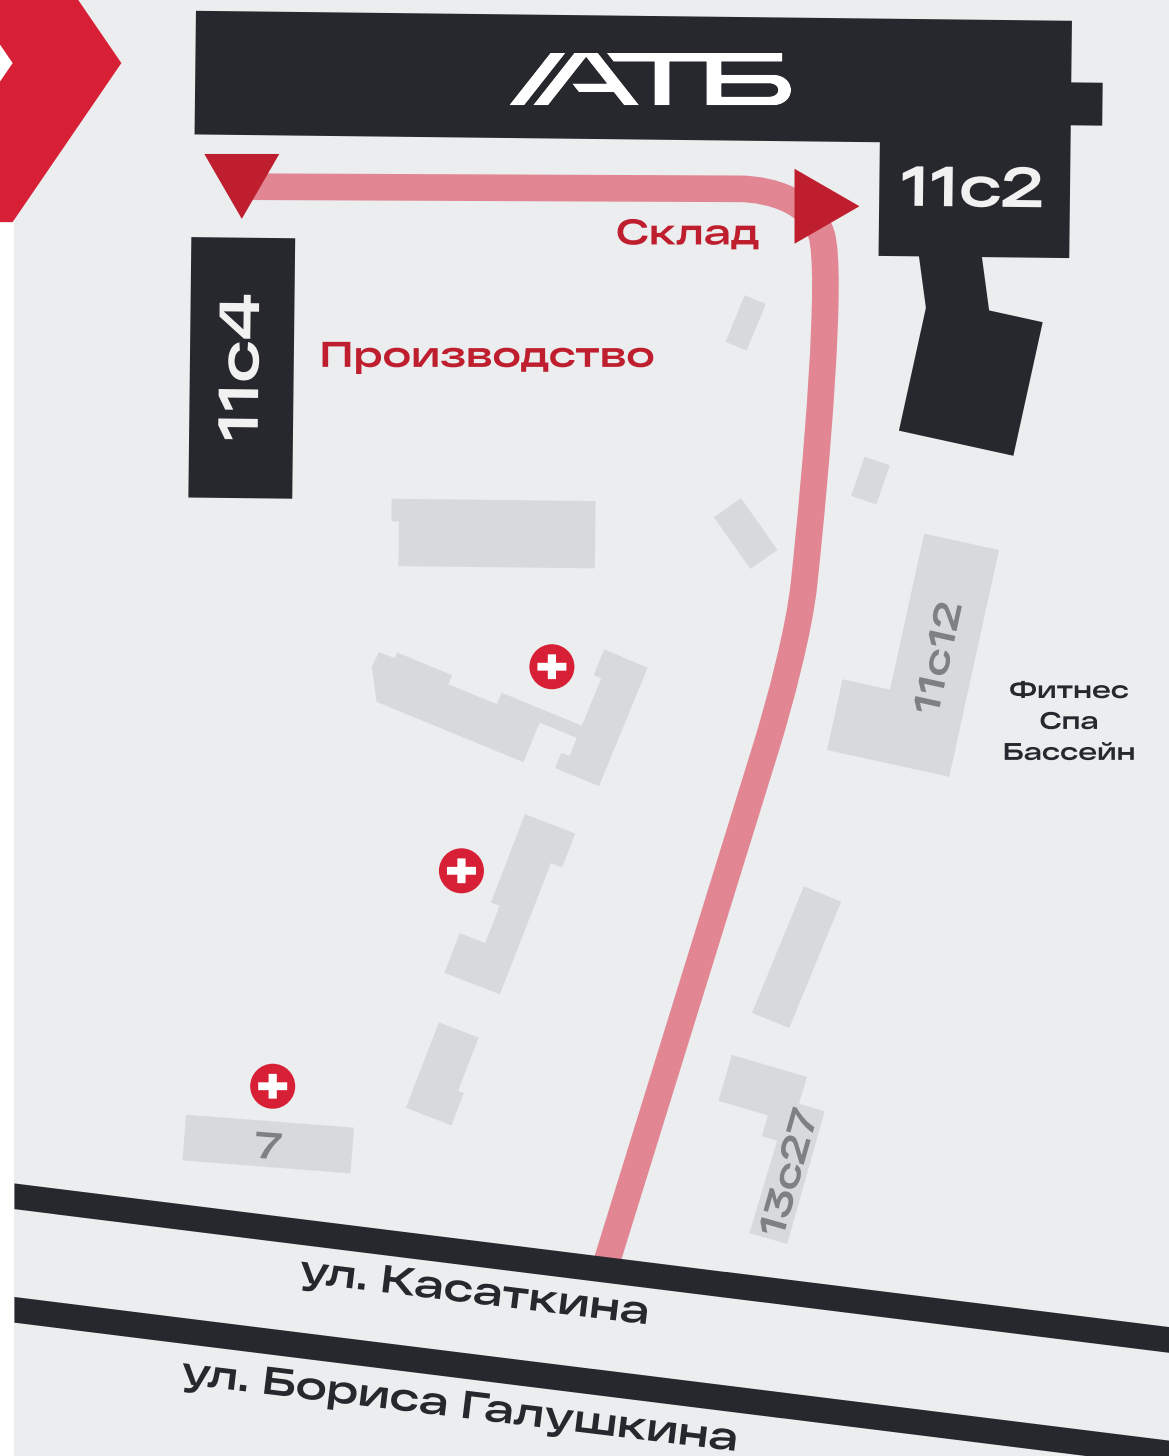 АТБ
11с2
Склад
11с4
Производство
11с12
Фитнес
Спа
Бассейн
7
13с27
ул. Касаткина
ул. Бориса Галушкина